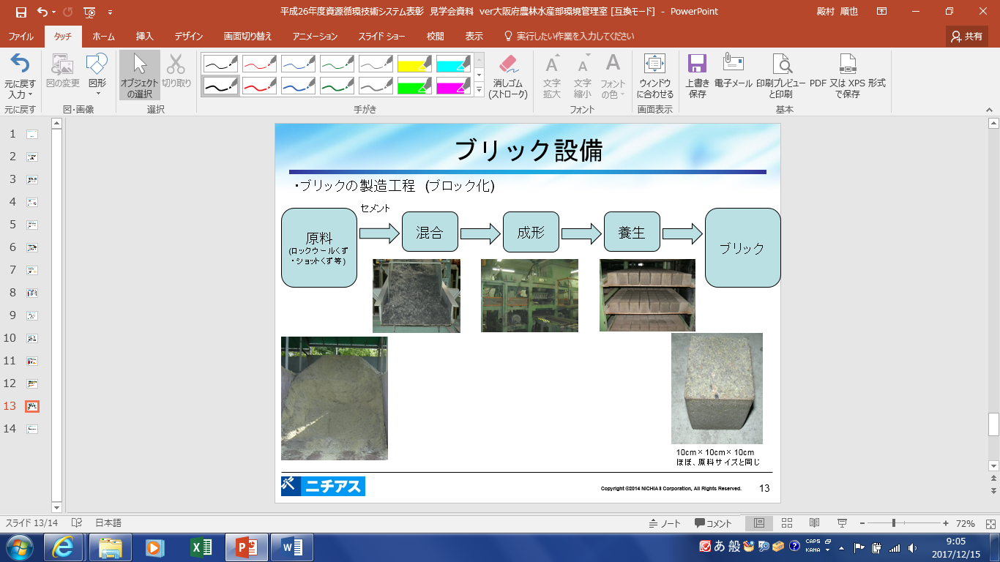 平成26年度資源循環技術システム表彰 見学会資料 ver大阪府農林水産部環境管理室 [互換モード] - PowerPoint
殿村 順也
ファイル
タッチ
ホーム
挿入
デザイン
画面切り替え
アニメーション
スライド ショー
校閲
表示
実行したい作業を入力してください
共有
元に戻す
入力
図の変更
図形
オブジェクト
の選択
切り取り
消しゴム
(ストローク)
文字
拡大
文字
縮小
フォント
の色
ウィンドウ
に合わせる
上書き
保存
電子メール
印刷プレビュー
と印刷
PDF 又は XPS 形式
で保存
元に戻す
図・画像
選択
手がき
フォント
画面表示
基本
1
2
3
4
5
6
7
8
9
10
11
12
13
14
ブリック設備
・ブリックの製造工程 (ブロック化)
セメント
原料
(ロックウールくず
・ショットくず等)
混合
成形
養生
ブリック
10cm×10cm×10cm
ほぼ、原料サイズと同じ
ニチアス
Copyright ©2014 NICHIAS Corporation, All Rights Reserved.
13
スライド 13/14
日本語
ノート
コメント
72%
あ 般
CAPS
KANA
9:05
2017/12/15